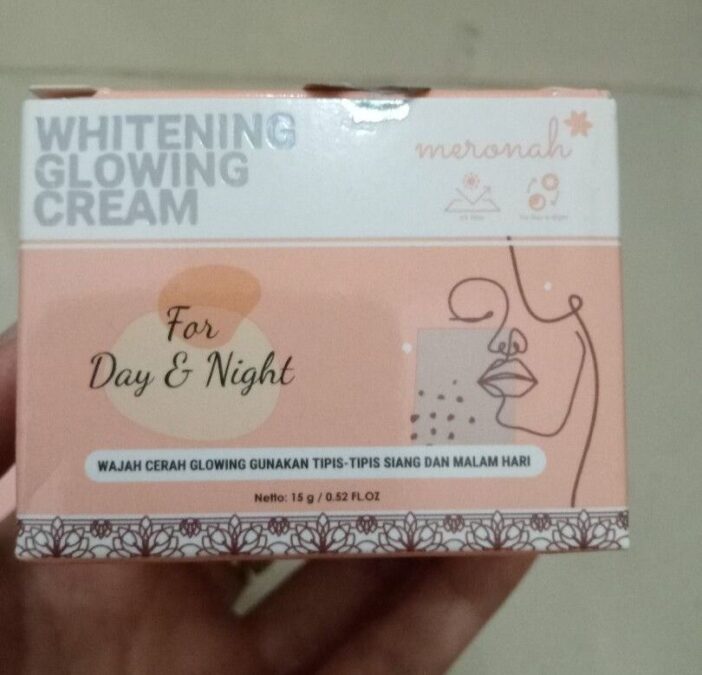 WHITENING
GLOWING
CREAM
meronah
For
Day & Night
WAJAH CERAH GLOWING GUNAKAN TIPIS-TIPIS SIANG DAN MALAM HARI
Netto: 15 g / 0.52 FL.OZ